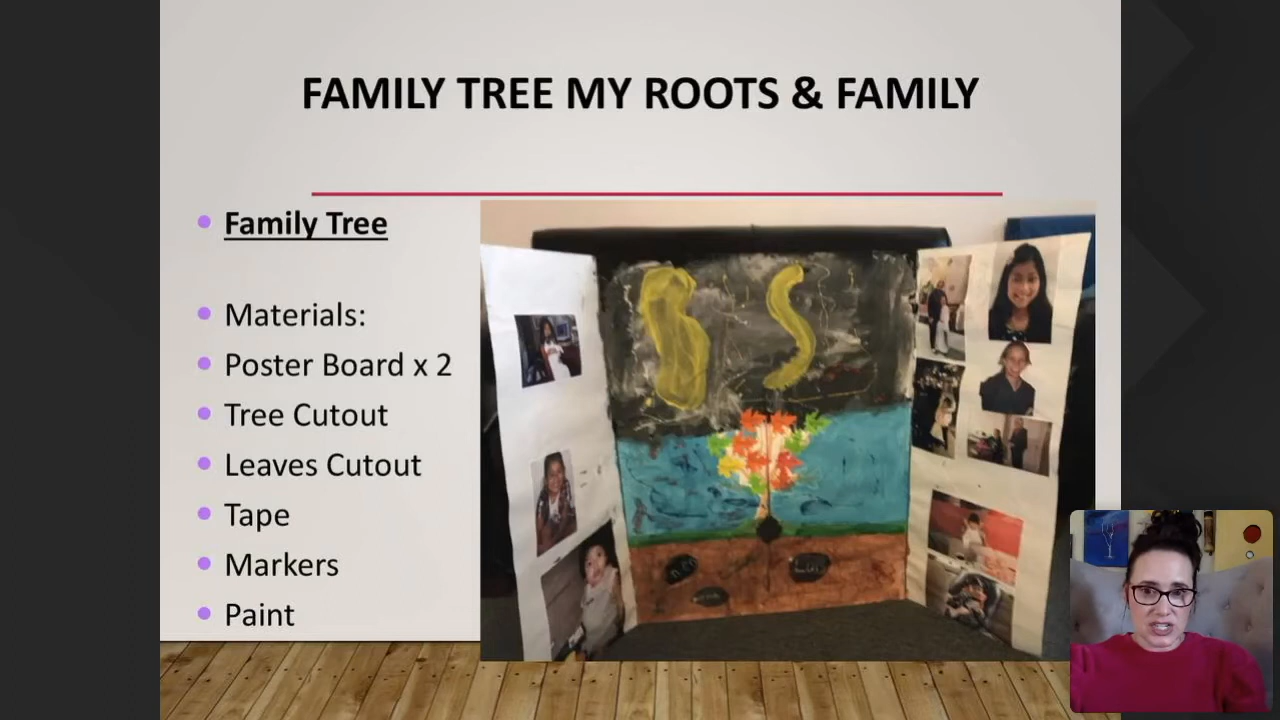 FAMILY TREE MY ROOTS & FAMILY
Family Tree
Materials:
Poster Board x 2
Tree Cutout
Leaves Cutout
Tape
Markers
Paint